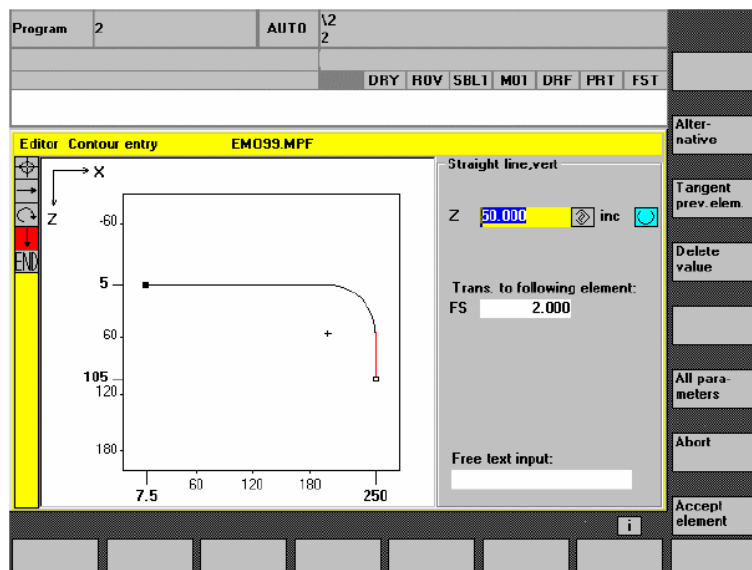 Program 2 AUTO \2
2
DRY ROV SBL1 M01 DRF PRT FST
Editor Contour entry EMO99.MPF
X
Z
-60
5
60
105
120
180
60 120 180
7.5 250
END
Straight line,vert
Z 50.000 inc
Trans. to following element:
FS 2.000
Free text input:
i
Alter-
native
Tangent
prev.elem.
Delete
value
All para-
meters
Abort
Accept
element